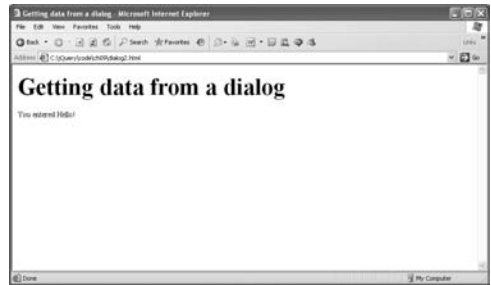 Getting data from a dialog - Microsoft Internet Explorer
File Edit View Favorites Tools Help
Back Search Favorites Links
Address C:\jQuery\code\ch09\dialog2.html Go
Getting data from a dialog
You entered Hello!
Done My Computer